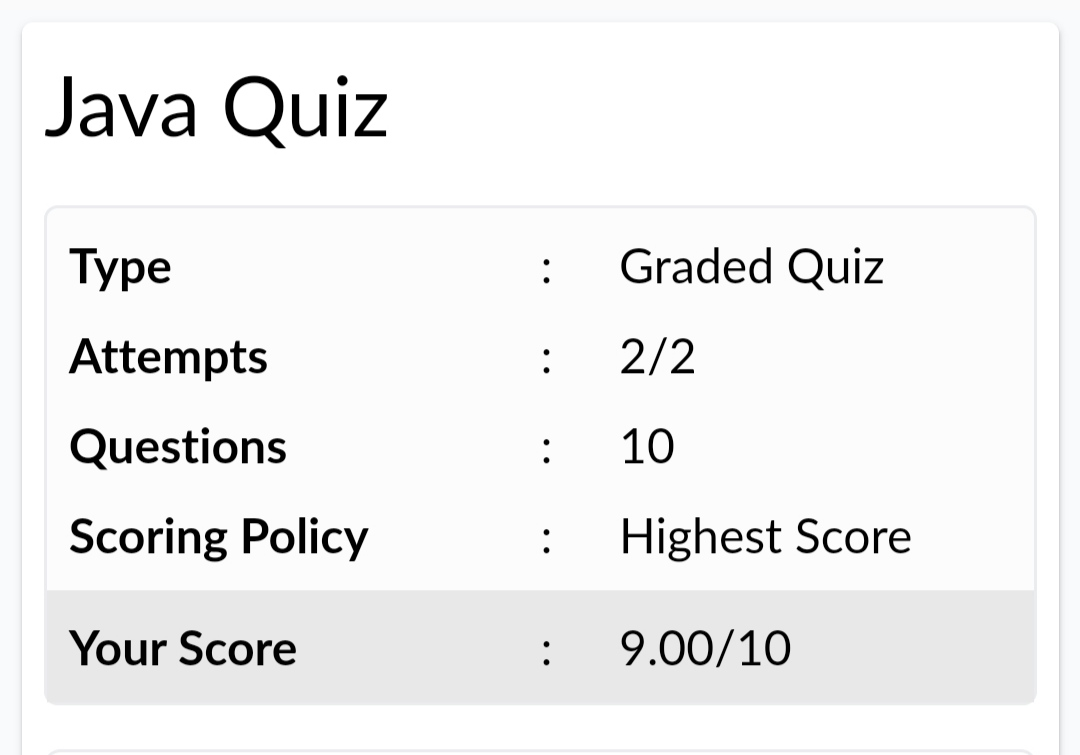 Java Quiz
Type : Graded Quiz
Attempts : 2/2
Questions : 10
Scoring Policy : Highest Score
Your Score : 9.00/10